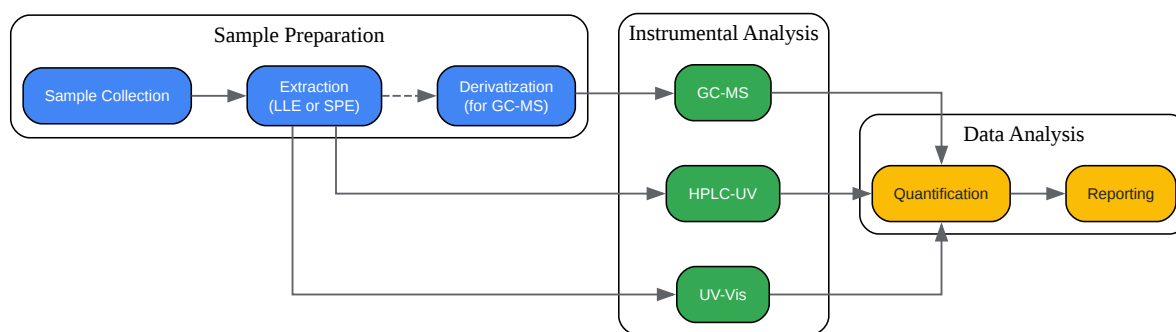 Sample Preparation
Sample Collection
Extraction
(LLE or SPE)
Derivatization
(for GC-MS)
Instrumental Analysis
GC-MS
HPLC-UV
UV-Vis
Data Analysis
Quantification
Reporting